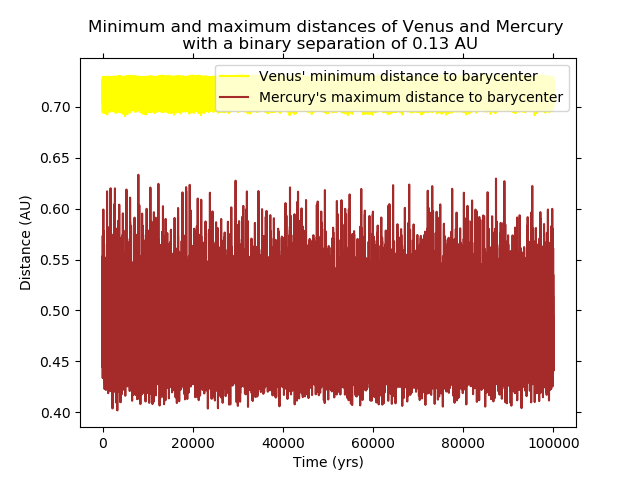 Minimum and maximum distances of Venus and Mercury
with a binary separation of 0.13 AU
Venus' minimum distance to barycenter
Mercury's maximum distance to barycenter
0.70
0.65
0.60
0.55
0.50
0.45
0.40
Distance (AU)
0 20000 40000 60000 80000 100000
Time (yrs)